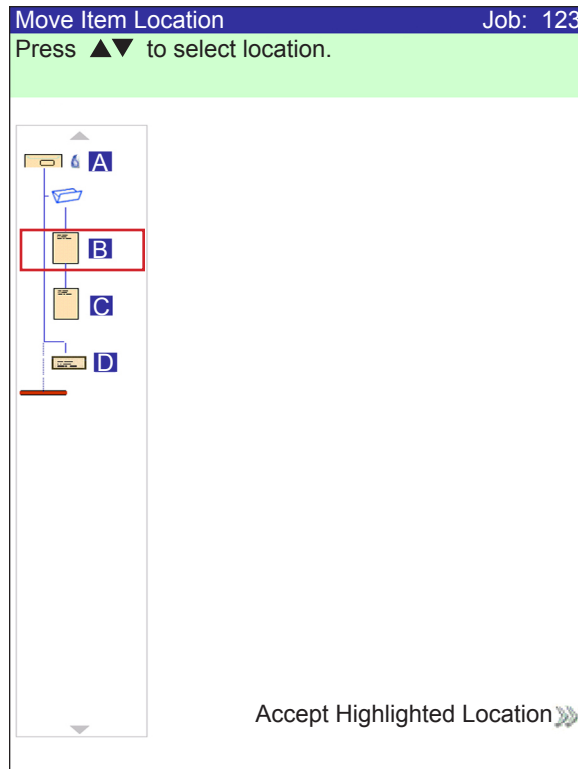 Move Item Location Job: 123
Press ▲▼ to select location.
A
B
C
D
Accept Highlighted Location